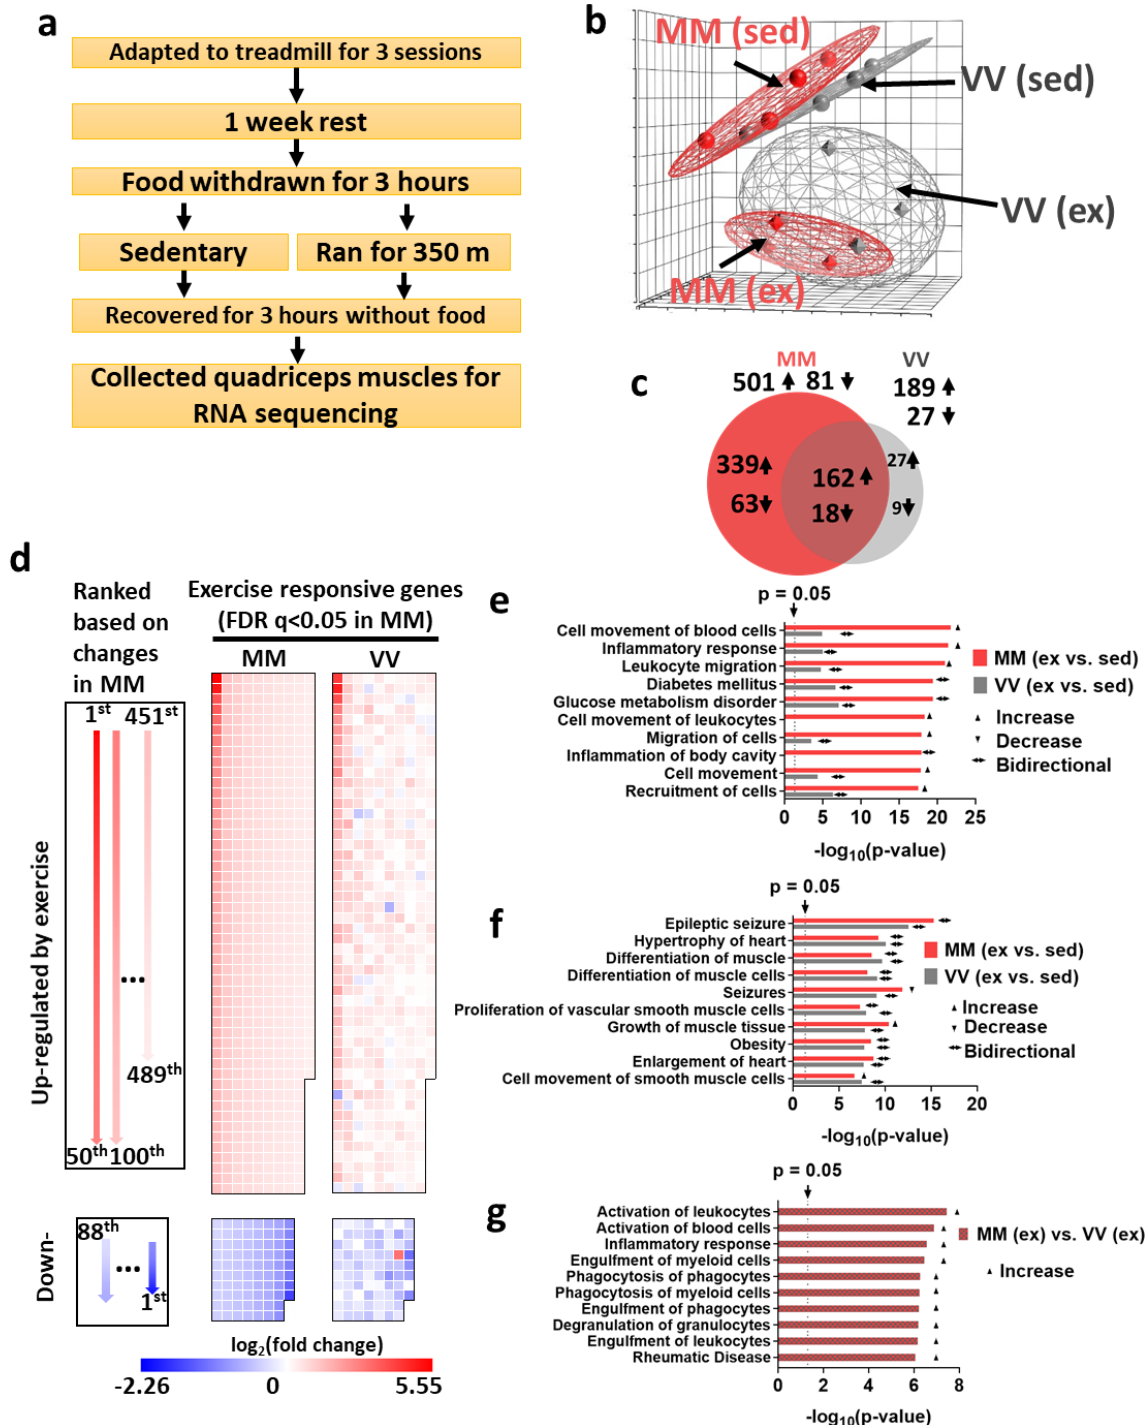 a
Adapted to treadmill for 3 sessions
1 week rest
Food withdrawn for 3 hours
Sedentary
Ran for 350 m
Recovered for 3 hours without food
Collected quadriceps muscles for
RNA sequencing
b
MM (sed)
VV (sed)
VV (ex)
MM (ex)
c
MM
501 81
VV
189
27
339
63
162
18
27
9
d
Ranked
based on
changes
in MM
Exercise responsive genes
(FDR q<0.05 in MM)
MM
VV
1st
451st
...
489th
50th
100th
Up-regulated by exercise
88th
...
1st
Down-
log2(fold change)
-2.26
0
5.55
e
p = 0.05
Cell movement of blood cells
Inflammatory response
Leukocyte migration
Diabetes mellitus
Glucose metabolism disorder
Cell movement of leukocytes
Migration of cells
Inflammation of body cavity
Cell movement
Recruitment of cells
0 5 10 15 20 25
-log10(p-value)
MM (ex vs. sed)
VV (ex vs. sed)
Increase
Decrease
Bidirectional
f
p = 0.05
Epileptic seizure
Hypertrophy of heart
Differentiation of muscle
Differentiation of muscle cells
Seizures
Proliferation of vascular smooth muscle cells
Growth of muscle tissue
Obesity
Enlargement of heart
Cell movement of smooth muscle cells
0 5 10 15 20
-log10(p-value)
MM (ex vs. sed)
VV (ex vs. sed)
Increase
Decrease
Bidirectional
g
p = 0.05
Activation of leukocytes
Activation of blood cells
Inflammatory response
Engulfment of myeloid cells
Phagocytosis of phagocytes
Phagocytosis of myeloid cells
Engulfment of phagocytes
Degranulation of granulocytes
Engulfment of leukocytes
Rheumatic Disease
0 2 4 6 8
-log10(p-value)
MM (ex) vs. VV (ex)
Increase